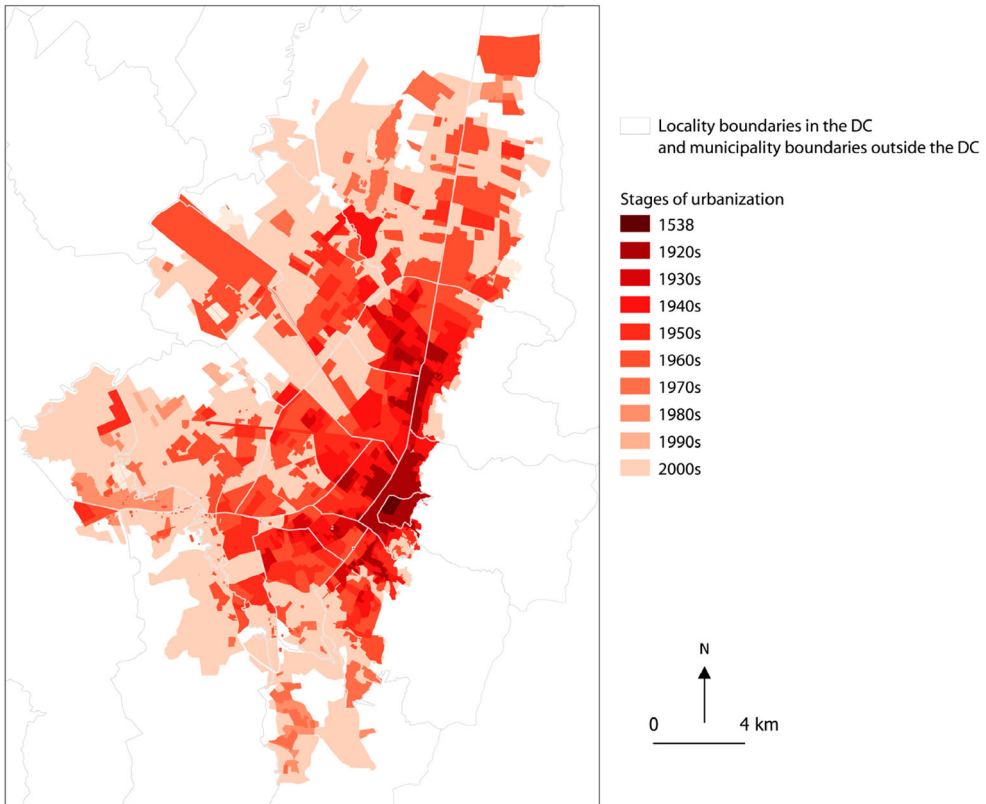 Locality boundaries in the DC
and municipality boundaries outside the DC
Stages of urbanization
1538
1920s
1930s
1940s
1950s
1960s
1970s
1980s
1990s
2000s
N
0 4 km